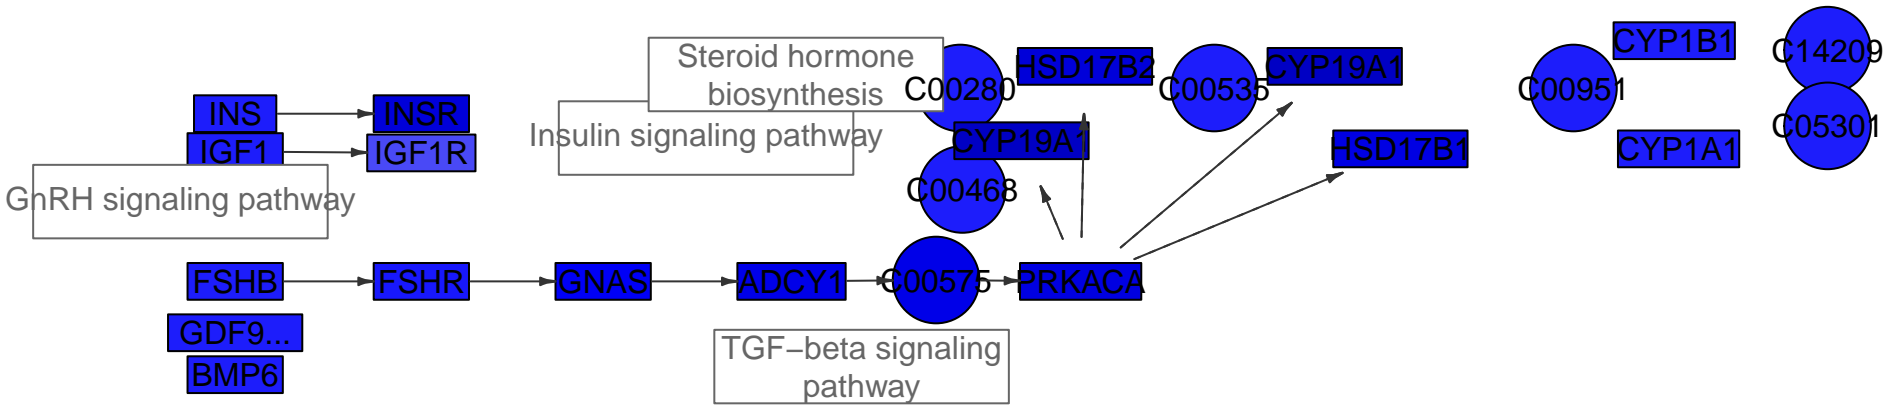 CYP1B1
C14209
Steroid hormone
biosynthesis
HSD17B2
CYP19A1
C00280
C00535
C00951
INS
INSR
Insulin signaling pathway
C05301
IGF1
IGF1R
CYP19A1
HSD17B1
CYP1A1
GnRH signaling pathway
C00468
FSHB
FSHR
GNAS
ADCY1
C00575
PRKACA
GDF9...
TGF−beta signaling
pathway
BMP6